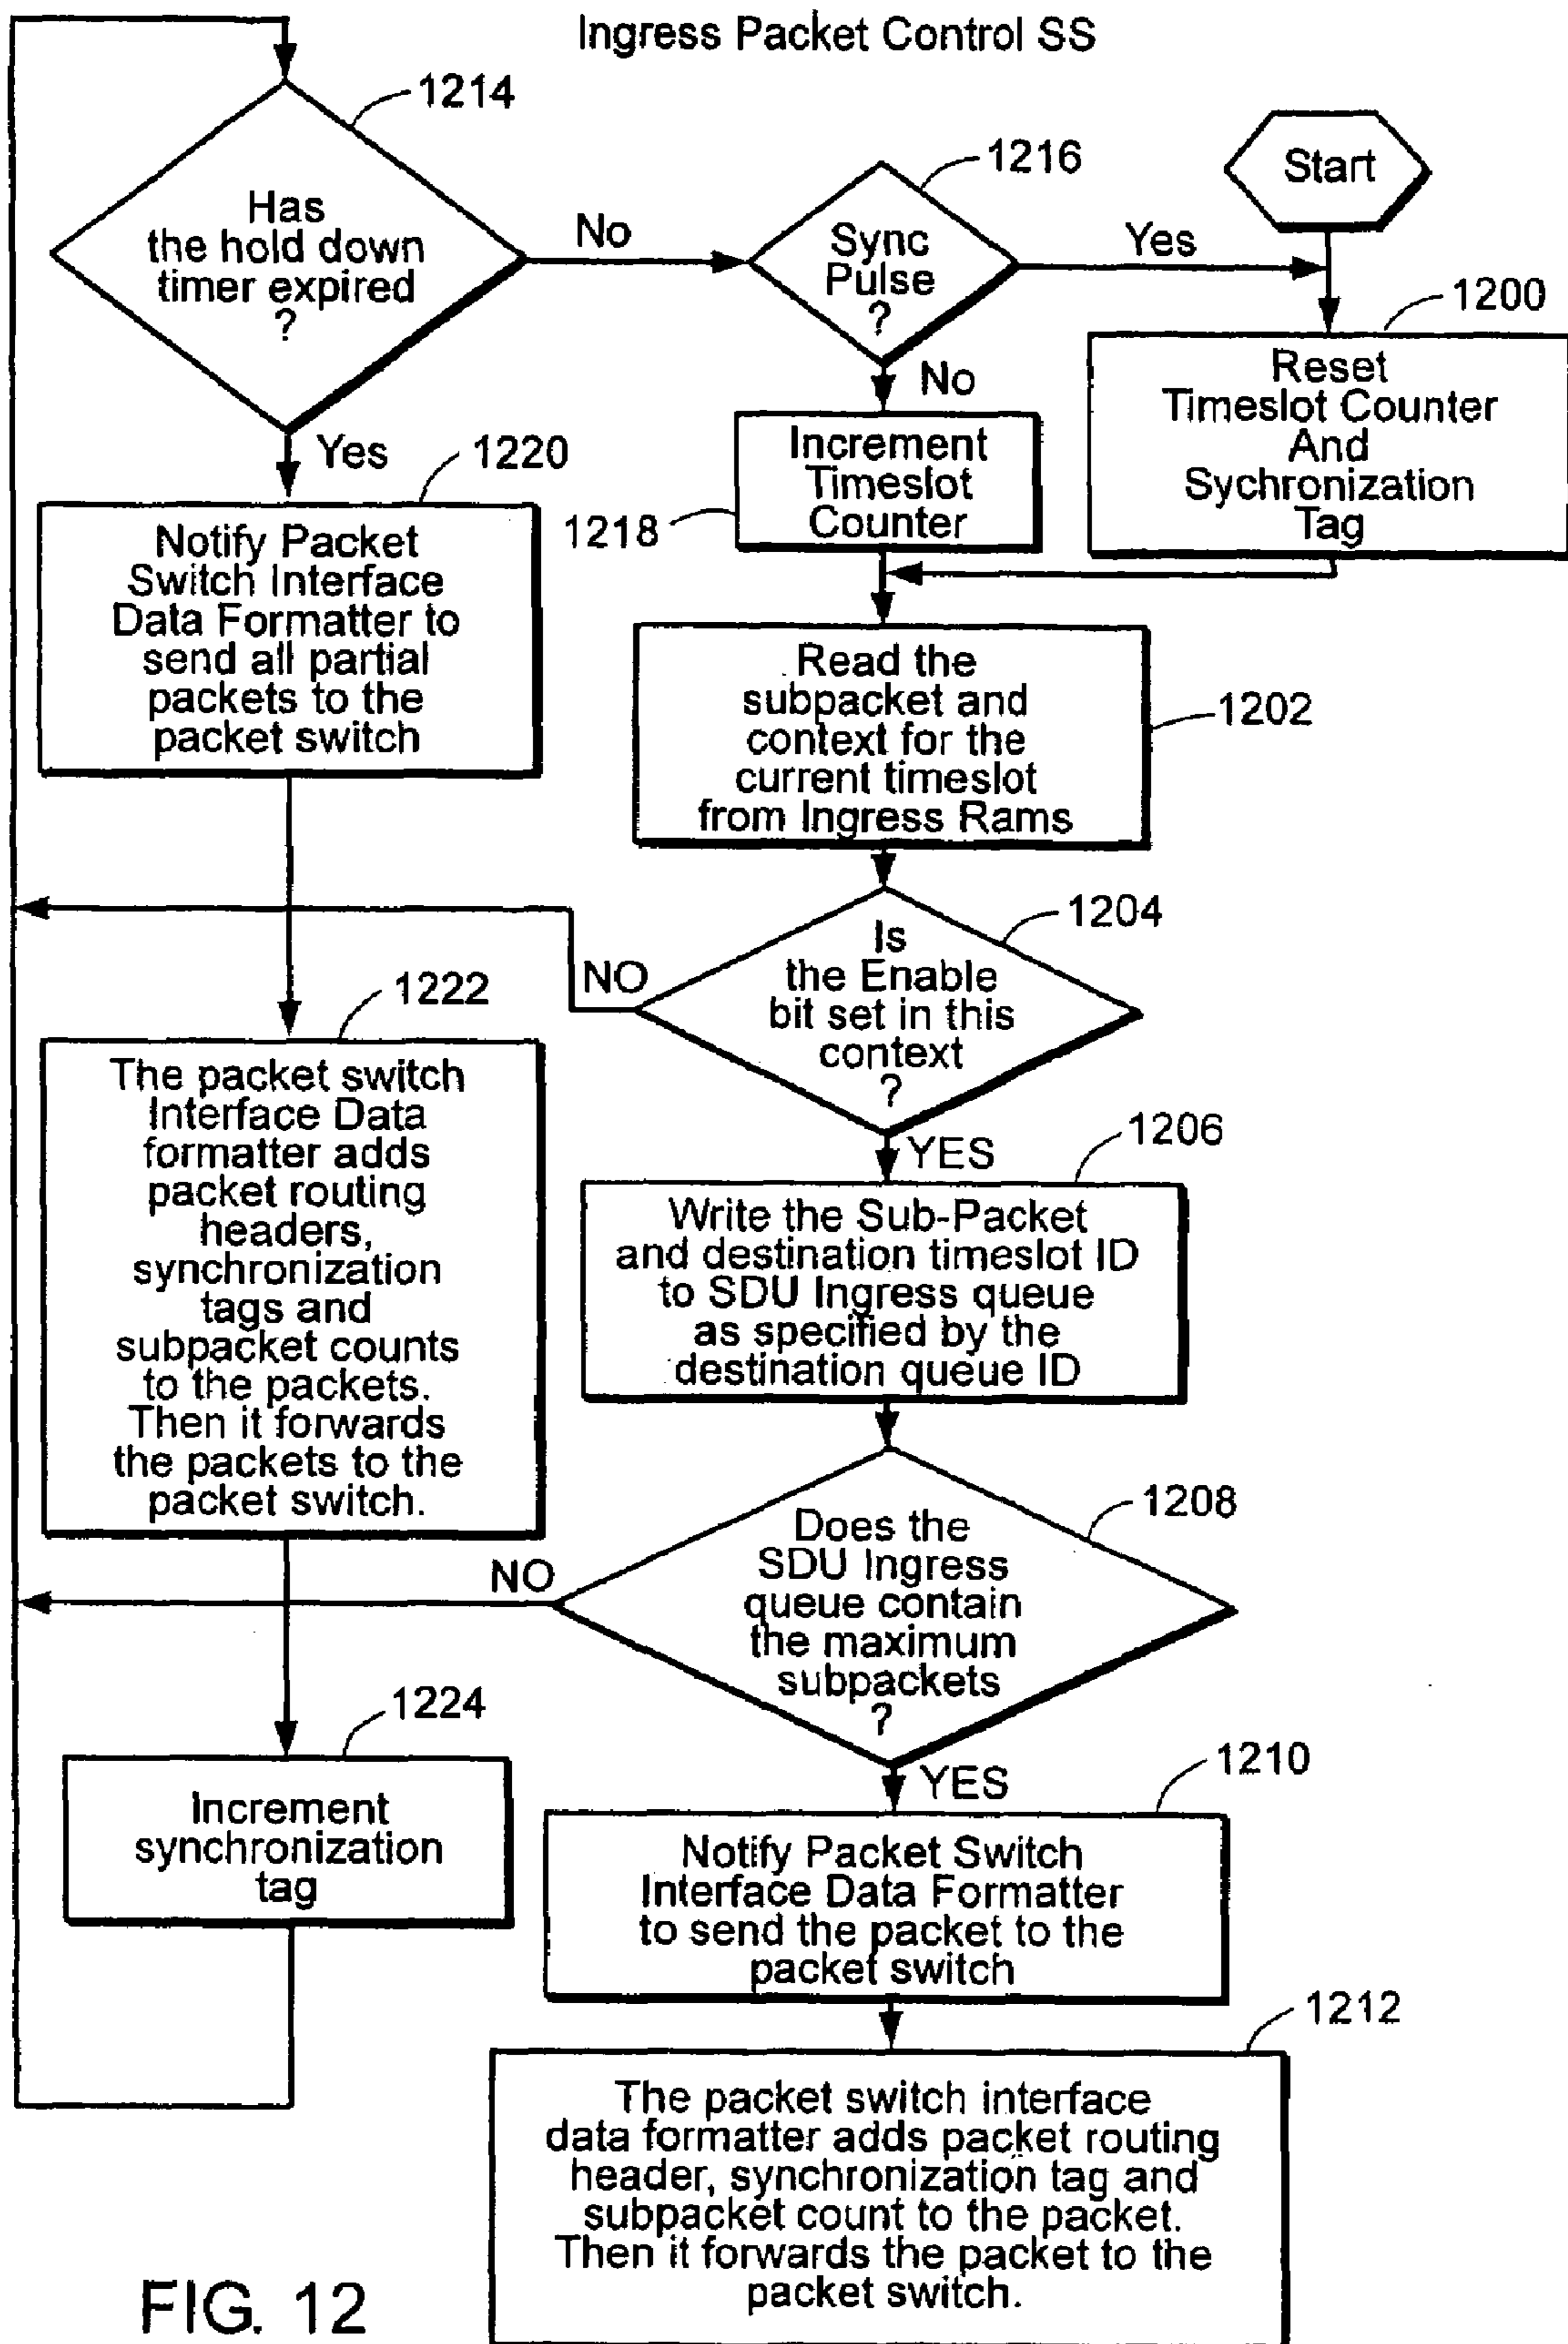 Ingress Packet Control SS
1214
Has
the hold down
timer expired
?
No
1216
Sync
Pulse
?
Yes
Start
1200
Reset
Timeslot Counter
And
Sychronization
Tag
No
Increment
Timeslot
Counter
1218
Yes
1220
Notify Packet
Switch Interface
Data Formatter to
send all partial
packets to the
packet switch
Read the
subpacket and
context for the
current timeslot
from Ingress Rams
1202
1204
Is
the Enable
bit set in this
context
?
NO
1222
The packet switch
Interface Data
formatter adds
packet routing
headers,
synchronization
tags and
subpacket counts
to the packets.
Then it forwards
the packets to the
packet switch.
YES
1206
Write the Sub-Packet
and destination timeslot ID
to SDU Ingress queue
as specified by the
destination queue ID
1208
Does the
SDU Ingress
queue contain
the maximum
subpackets
?
NO
1224
Increment
synchronization
tag
YES
1210
Notify Packet Switch
Interface Data Formatter
to send the packet to the
packet switch
1212
The packet switch interface
data formatter adds packet routing
header, synchronization tag and
subpacket count to the packet.
Then it forwards the packet to the
packet switch.
FIG. 12